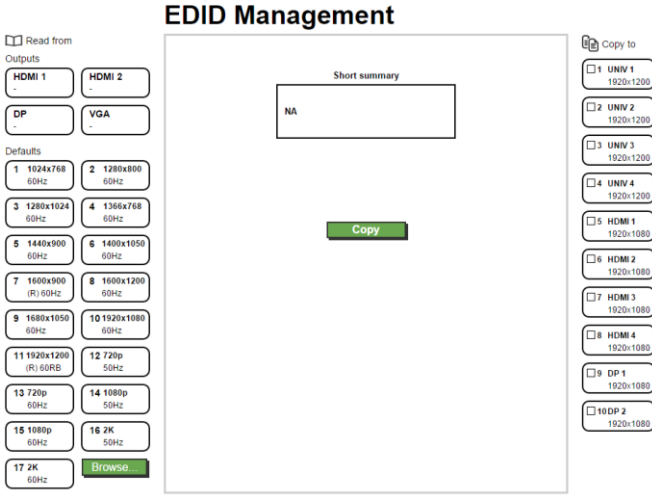 EDID Management
Read from
Outputs
HDMI 1
-
HDMI 2
-
DP
-
VGA
-
Defaults
1 1024x768
60Hz
2 1280x800
60Hz
3 1280x1024
60Hz
4 1366x768
60Hz
5 1440x900
60Hz
6 1400x1050
60Hz
7 1600x900
(R) 60Hz
8 1600x1200
60Hz
9 1680x1050
60Hz
10 1920x1080
60Hz
11 1920x1200
(R) 60RB
12 720p
50Hz
13 720p
60Hz
14 1080p
50Hz
15 1080p
60Hz
16 2K
50Hz
17 2K
60Hz
Browse...
Short summary
NA
Copy
Copy to
1 UNIV 1
1920x1200
2 UNIV 2
1920x1200
3 UNIV 3
1920x1200
4 UNIV 4
1920x1200
5 HDMI 1
1920x1080
6 HDMI 2
1920x1080
7 HDMI 3
1920x1080
8 HDMI 4
1920x1080
9 DP 1
1920x1080
10 DP 2
1920x1080